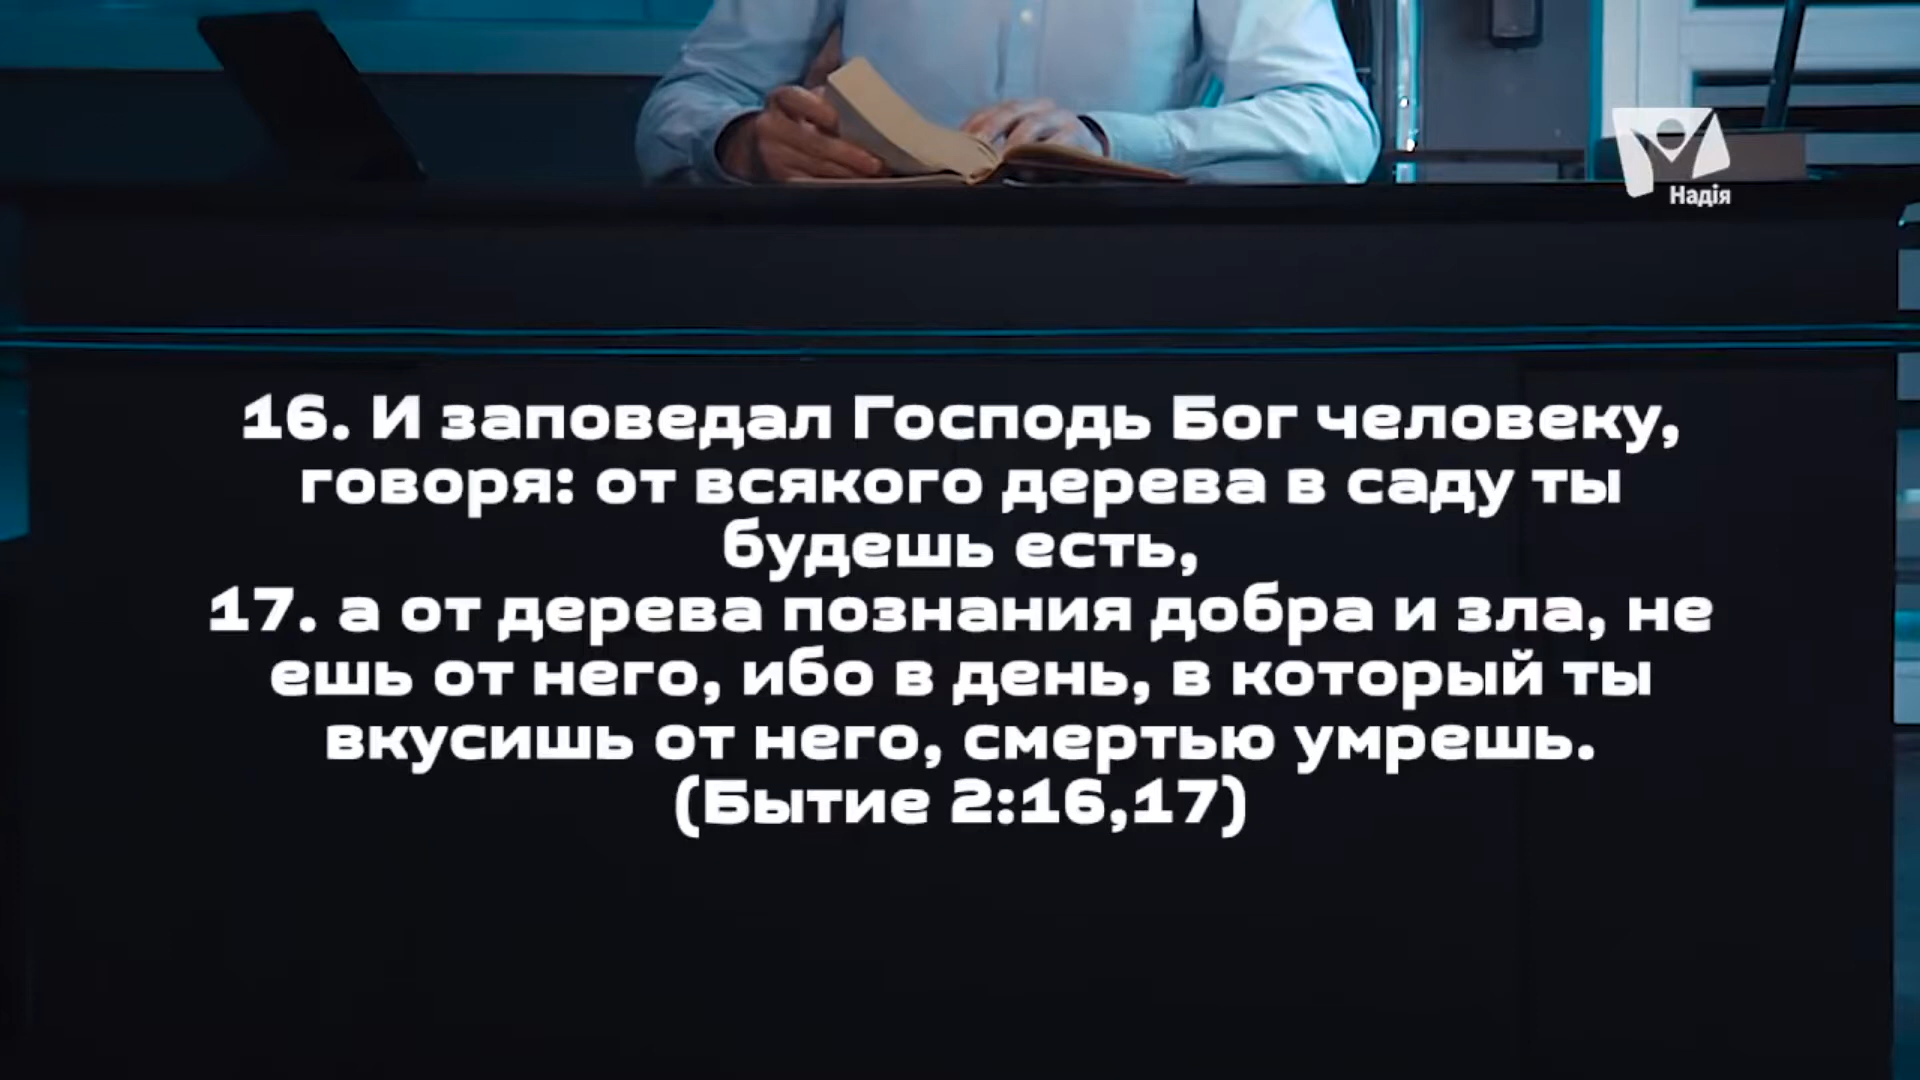 Надія
16. И заповедал Господь Бог человеку,
говоря: от всякого дерева в саду ты
будешь есть,
17. а от дерева познания добра и зла, не
ешь от него, ибо в день, в который ты
вкусишь от него, смертью умрешь.
(Бытие 2:16,17)